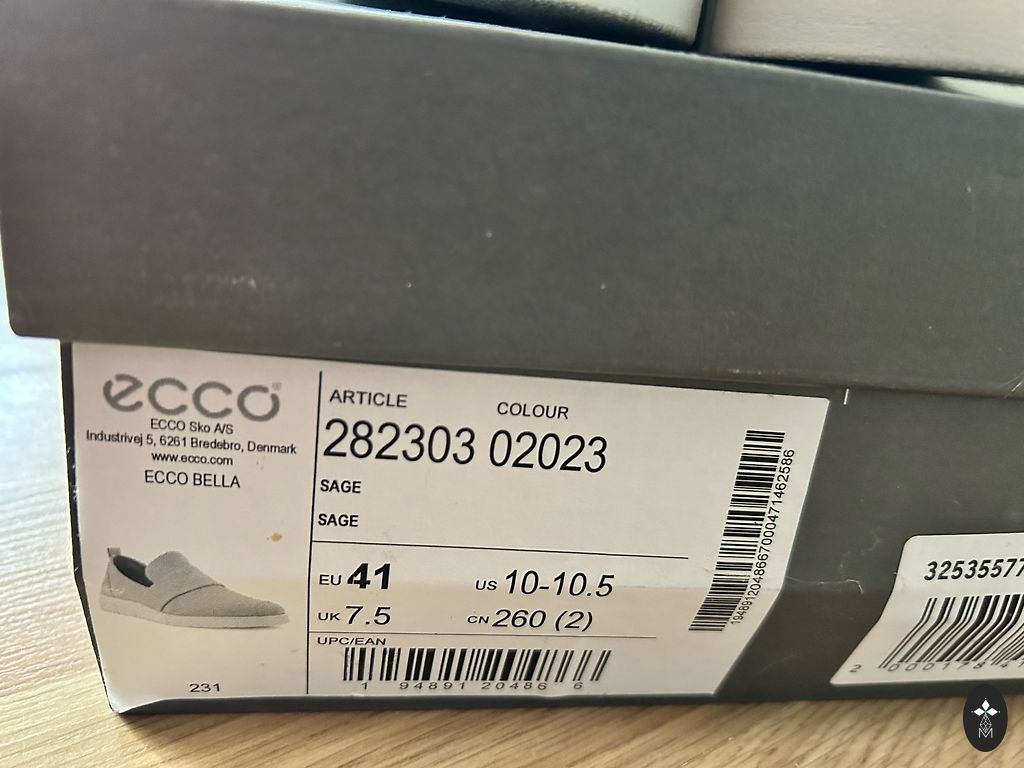 ecco®
ECCO Sko A/S
Industrivej 5, 6261 Bredebro, Denmark
www.ecco.com
ECCO BELLA
231
ARTICLE COLOUR
282303 02023
SAGE
SAGE
EU 41 US 10-10.5
UK 7.5 CN 260 (2)
UPC/EAN
1 94891 20486 6
19489120486670004714625​86
32535577
M